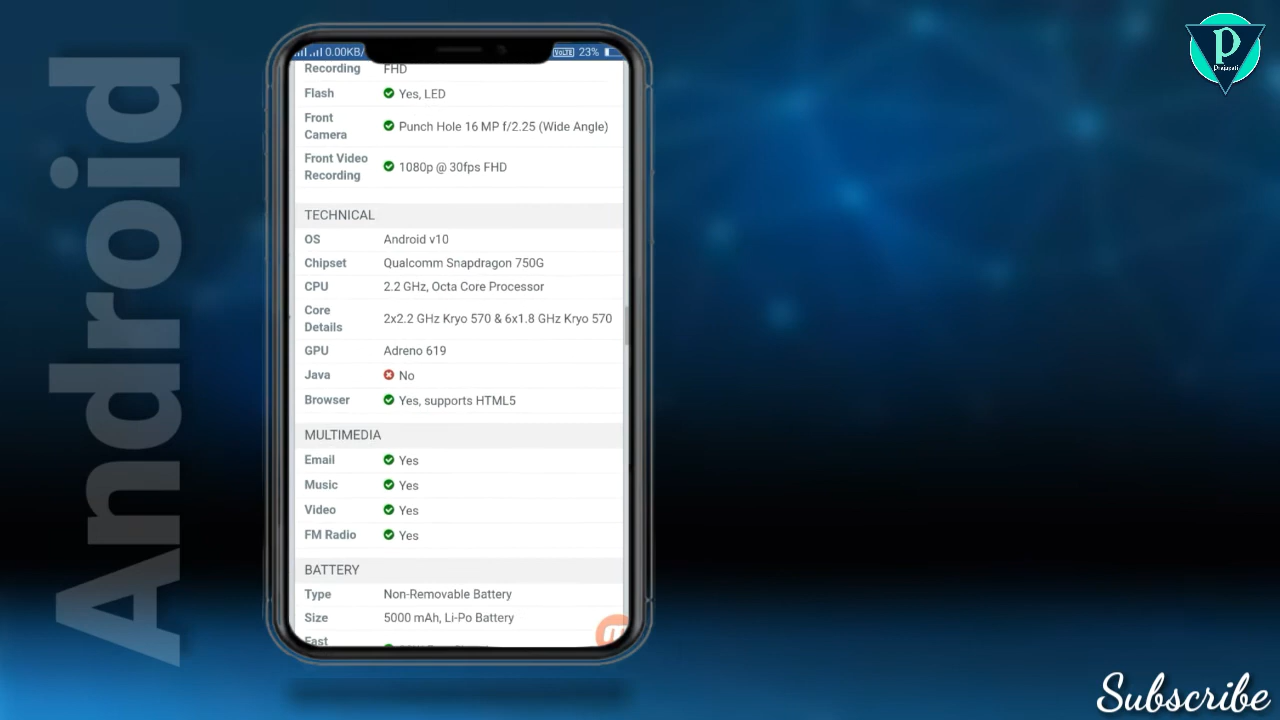 Android
0.00KB/ VoLTE 23%
Recording FHD
Flash Yes, LED
Front
Camera Punch Hole 16 MP f/2.25 (Wide Angle)
Front Video
Recording 1080p @ 30fps FHD
TECHNICAL
OS Android v10
Chipset Qualcomm Snapdragon 750G
CPU 2.2 GHz, Octa Core Processor
Core
Details 2x2.2 GHz Kryo 570 & 6x1.8 GHz Kryo 570
GPU Adreno 619
Java No
Browser Yes, supports HTML5
MULTIMEDIA
Email Yes
Music Yes
Video Yes
FM Radio Yes
BATTERY
Type Non-Removable Battery
Size 5000 mAh, Li-Po Battery
Fast
P
Prajapati
Subscribe